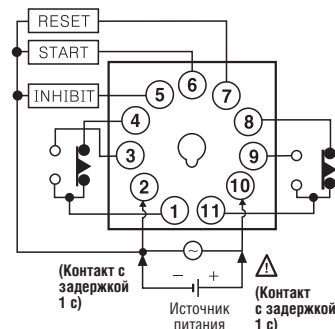 RESET
START
INHIBIT
6
5
7
4
8
3
9
2
10
1
11
~
− +
(Контакт с
задержкой
1 с)
Источник
питания
!
(Контакт
с задержкой
1 с)